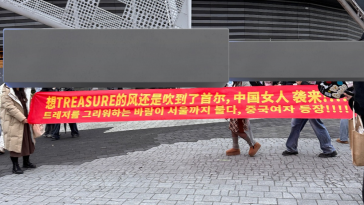 想TREASURE的风还是吹到了首尔,中国女人 袭来....
트레저를 그리워하는 바람이 서울까지 불다, 중국여자 등장!!!!